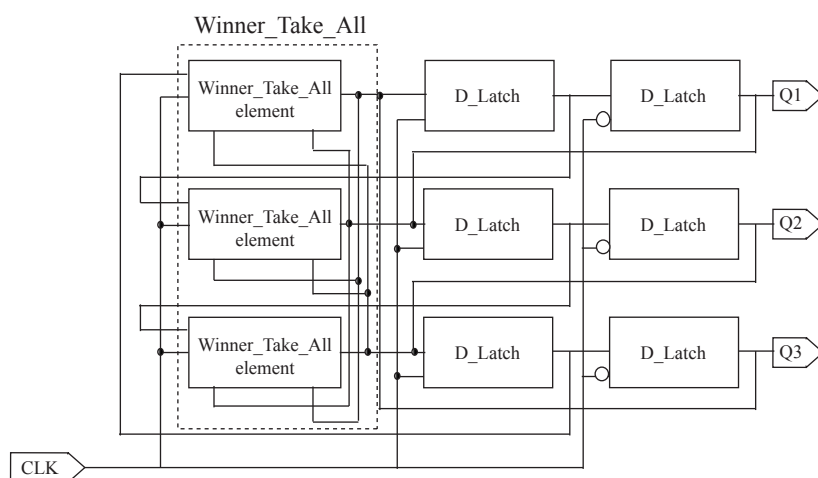 Winner_Take_All
Winner_Take_All
element
D_Latch
D_Latch
Q1
Winner_Take_All
element
D_Latch
D_Latch
Q2
Winner_Take_All
element
D_Latch
D_Latch
Q3
CLK